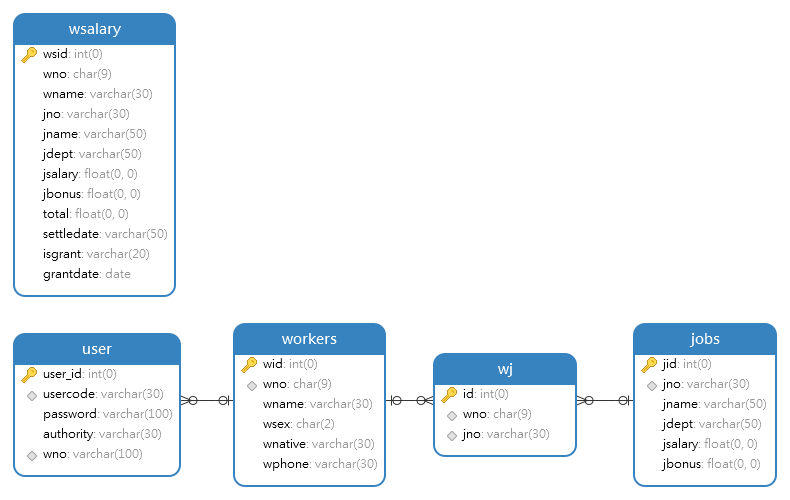 wsalary
wsid: int(0)
wno: char(9)
wname: varchar(30)
jno: varchar(30)
jname: varchar(50)
jdept: varchar(50)
jsalary: float(0, 0)
jbonus: float(0, 0)
total: float(0, 0)
settledate: varchar(50)
isgrant: varchar(20)
grantdate: date
user
user_id: int(0)
usercode: varchar(30)
password: varchar(100)
authority: varchar(30)
wno: varchar(100)
workers
wid: int(0)
wno: char(9)
wname: varchar(30)
wsex: char(2)
wnative: varchar(30)
wphone: varchar(30)
wj
id: int(0)
wno: char(9)
jno: varchar(30)
jobs
jid: int(0)
jno: varchar(30)
jname: varchar(50)
jdept: varchar(50)
jsalary: float(0, 0)
jbonus: float(0, 0)